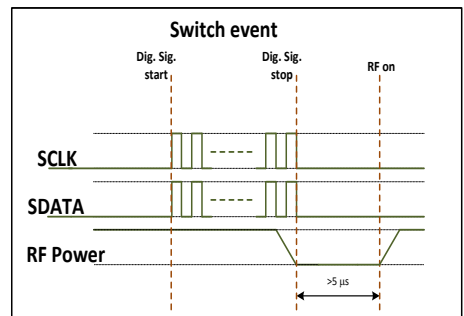 Switch event
Dig. Sig.
start
Dig. Sig.
stop
RF on
SCLK
SDATA
RF Power
>5 µs